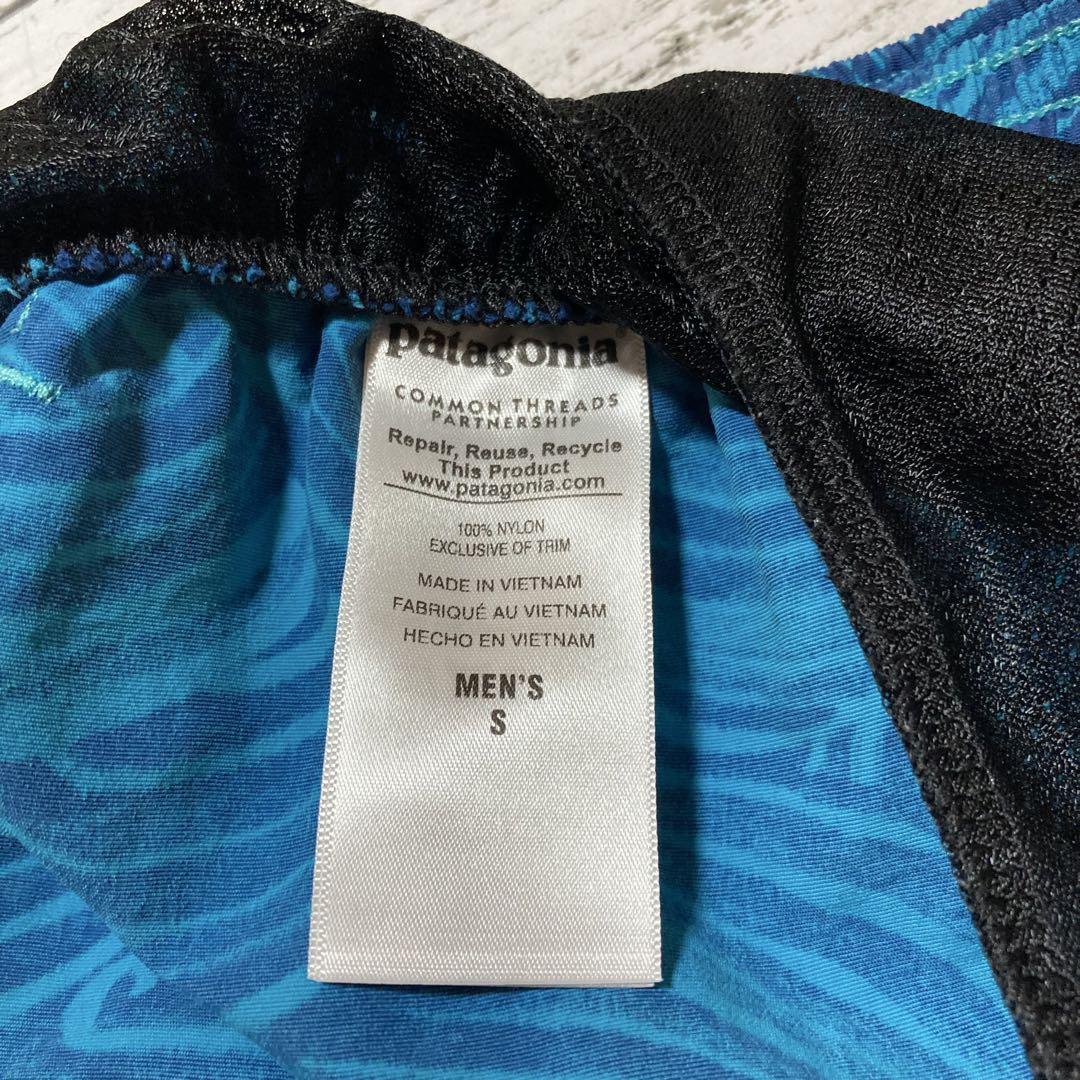 patagonia
COMMON THREADS
PARTNERSHIP
Repair, Reuse, Recycle
This Product
www.patagonia.com
100% NYLON
EXCLUSIVE OF TRIM
MADE IN VIETNAM
FABRIQUÉ AU VIETNAM
HECHO EN VIETNAM
MEN'S
S